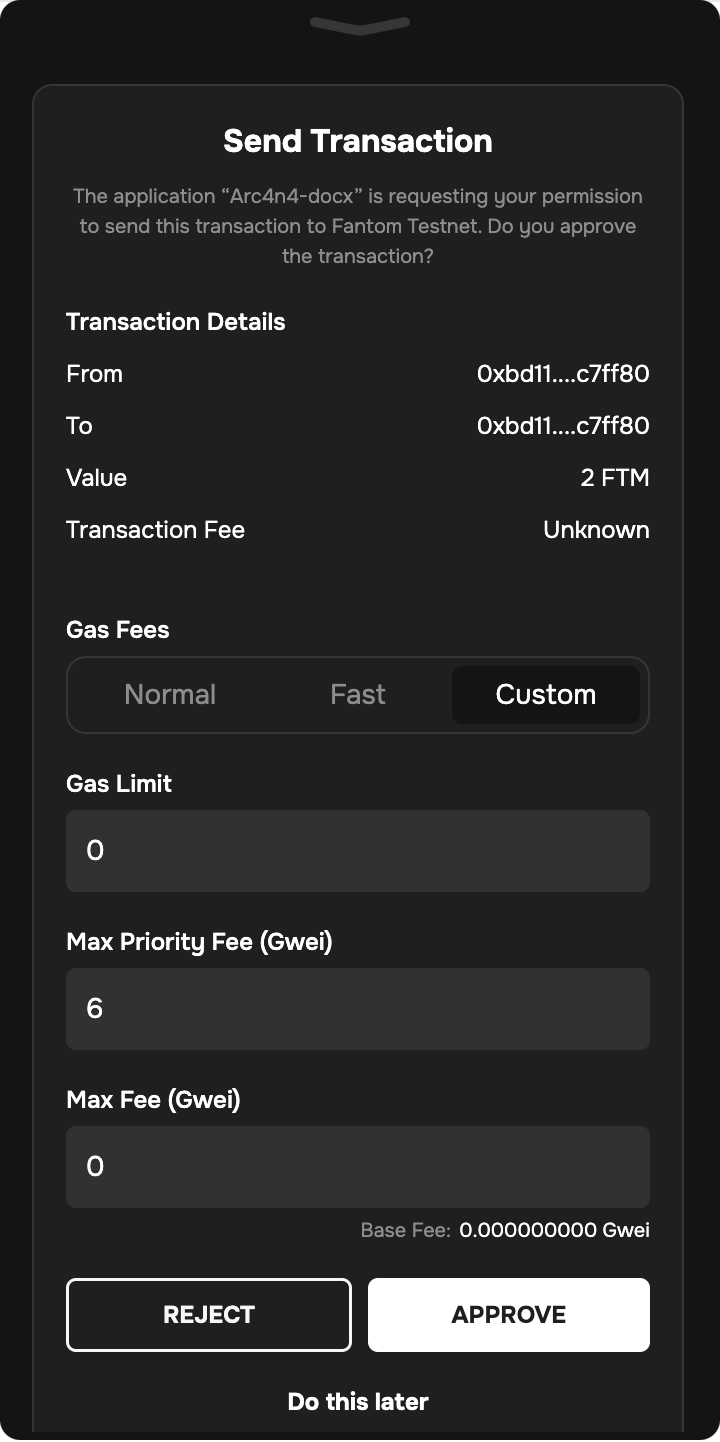 Send Transaction
The application “Arc4n4-docx” is requesting your permission
to send this transaction to Fantom Testnet. Do you approve
the transaction?
Transaction Details
From 0xbd11....c7ff80
To 0xbd11....c7ff80
Value 2 FTM
Transaction Fee Unknown
Gas Fees
Normal Fast Custom
Gas Limit
0
Max Priority Fee (Gwei)
6
Max Fee (Gwei)
0
Base Fee: 0.000000000 Gwei
REJECT APPROVE
Do this later